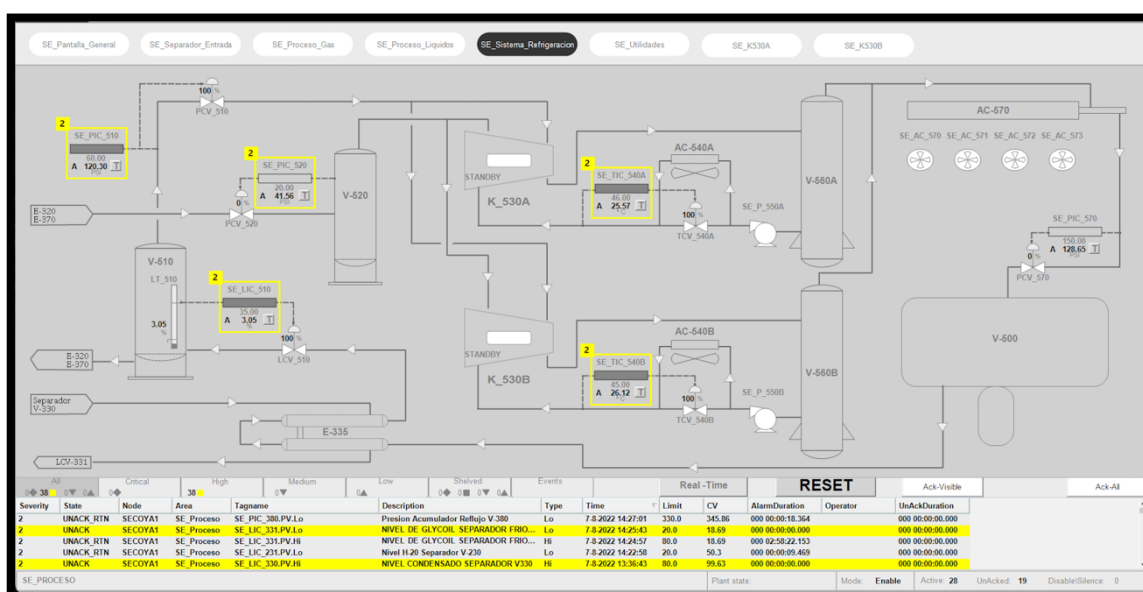 SE_Pantalla_General SE_Separador_Entrada SE_Proceso_Gas SE_Proceso_Liquidos SE_Sistema_Refrigeracion SE_Utilidades SE_K530A SE_K530B
100 %
PCV_510
2
SE_PIC_510
60.00
A 120.30 T
PSI
2
SE_PIC_520
20.00
A 41.56 T
PSI
0 %
PCV_520
V-520
E-320
E-370
V-510
LT_510
3.05
%
2
SE_LIC_510
35.00
A 3.05 T
%
100 %
LCV_510
E-320
E-370
Separador
V-330
E-335
LCV-331
STANDBY
K_530A
2
SE_TIC_540A
46.00
A 25.57 T
°C
AC-540A
100 %
TCV_540A
SE_P_550A
V-560A
STANDBY
K_530B
2
SE_TIC_540B
45.00
A 26.12 T
°C
AC-540B
100 %
TCV_540B
SE_P_550B
V-560B
AC-570
SE_AC_570 SE_AC_571 SE_AC_572 SE_AC_573
SE_PIC_570
150.00
A 128.65 T
PSI
0 %
PCV_570
V-500
All Critical High Medium Low Shelved Events
0 38 0 0 0 38 0 0 0 0 0 0
Real -Time
RESET
Ack-Visible
Ack-All
Severity State Node Area Tagname Description Type Time Limit CV AlarmDuration Operator UnAckDuration
2 UNACK_RTN SECOYA1 SE_Proceso SE_PIC_380.PV.Lo Presion Acumulador Reflujo V-380 Lo 7-8-2022 14:27:01 330.0 345.86 000 00:00:18.364 000 00:00:00.000
2 UNACK SECOYA1 SE_Proceso SE_LIC_331.PV.Lo NIVEL DE GLYCOIL SEPARADOR FRIO... Lo 7-8-2022 14:25:43 20.0 18.69 000 00:00:00.000 000 00:00:00.000
2 UNACK_RTN SECOYA1 SE_Proceso SE_LIC_331.PV.Hi NIVEL DE GLYCOIL SEPARADOR FRIO... Hi 7-8-2022 14:24:57 80.0 18.69 000 02:58:22.153 000 00:00:00.000
2 UNACK_RTN SECOYA1 SE_Proceso SE_LIC_231.PV.Lo Nivel H-20 Separador V-230 Lo 7-8-2022 14:22:58 20.0 50.3 000 00:00:09.469 000 00:00:00.000
2 UNACK SECOYA1 SE_Proceso SE_LIC_330.PV.Hi NIVEL CONDENSADO SEPARADOR V330 Hi 7-8-2022 13:36:43 80.0 99.63 000 00:00:00.000 000 00:00:00.000
SE_PROCESO Plant state: Mode: Enable Active: 28 UnAcked: 19 Disable\Silence: 0